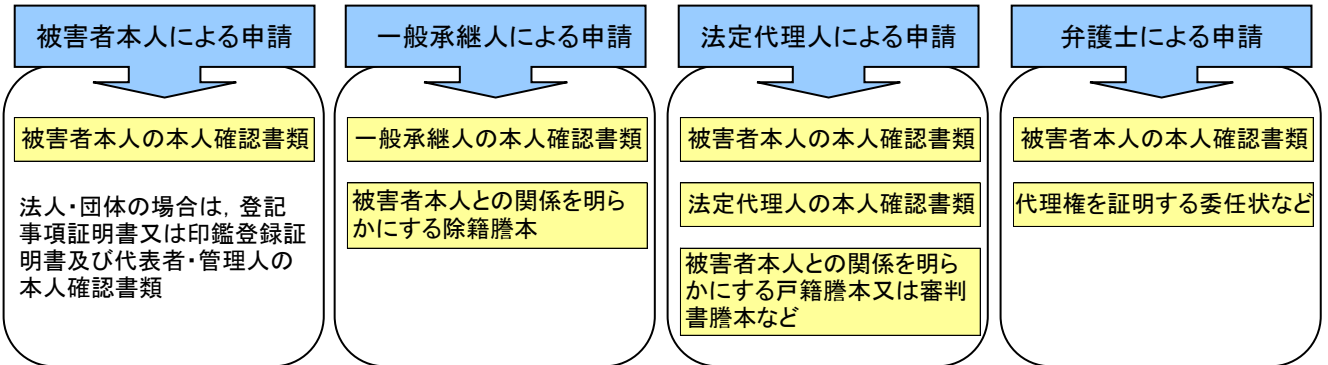 被害者本人による申請
被害者本人の本人確認書類
法人・団体の場合は，登記
事項証明書又は印鑑登録証
明書及び代表者・管理人の
本人確認書類
一般承継人による申請
一般承継人の本人確認書類
被害者本人との関係を明ら
かにする除籍謄本
法定代理人による申請
被害者本人の本人確認書類
法定代理人の本人確認書類
被害者本人との関係を明ら
かにする戸籍謄本又は審判
書謄本など
弁護士による申請
被害者本人の本人確認書類
代理権を証明する委任状など